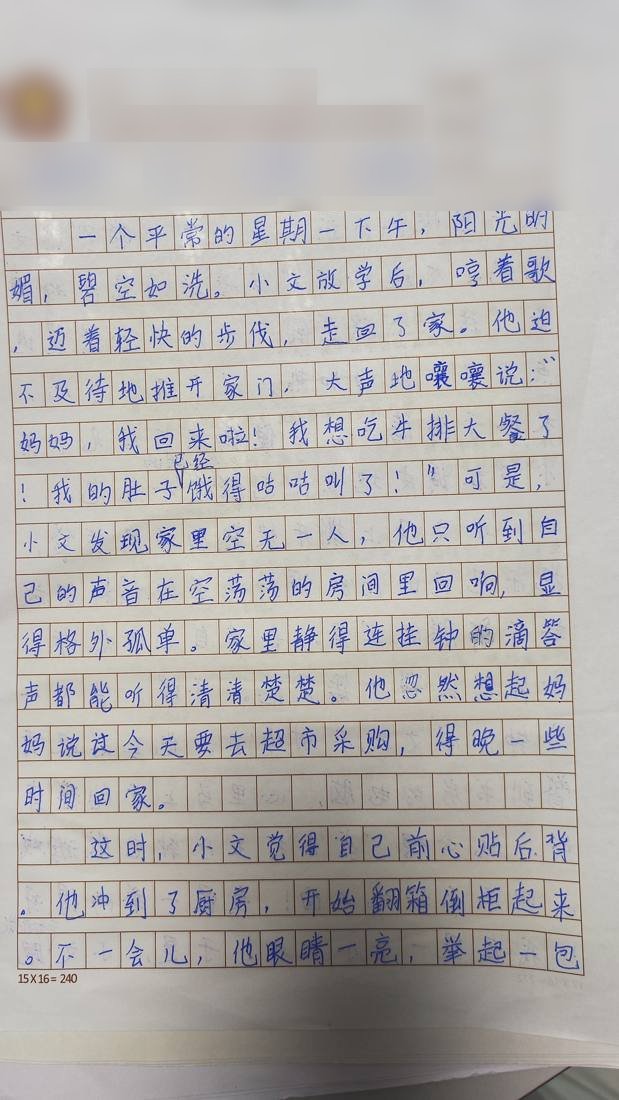 一个平常的星期一下午，阳光明
媚，碧空如洗。小文放学后，哼着歌
，迈着轻快的步伐，走回了家。他迫
不及待地推开家门，大声地嚷嚷说：“
妈妈，我回来啦！我想吃牛排大餐了
！我的肚子已经饿得咕咕叫了！”可是，
小文发现家里空无一人，他只听到自
己的声音在空荡荡的房间里回响，显
得格外孤单。家里静得连挂钟的滴答
声都能听得清清楚楚。他忽然想起妈
妈说过今天要去超市采购，得晚一些
时间回家。
这时，小文觉得自己前心贴后背
。他冲到了厨房，开始翻箱倒柜起来
。不一会儿，他眼睛一亮，举起一包
15X16=240